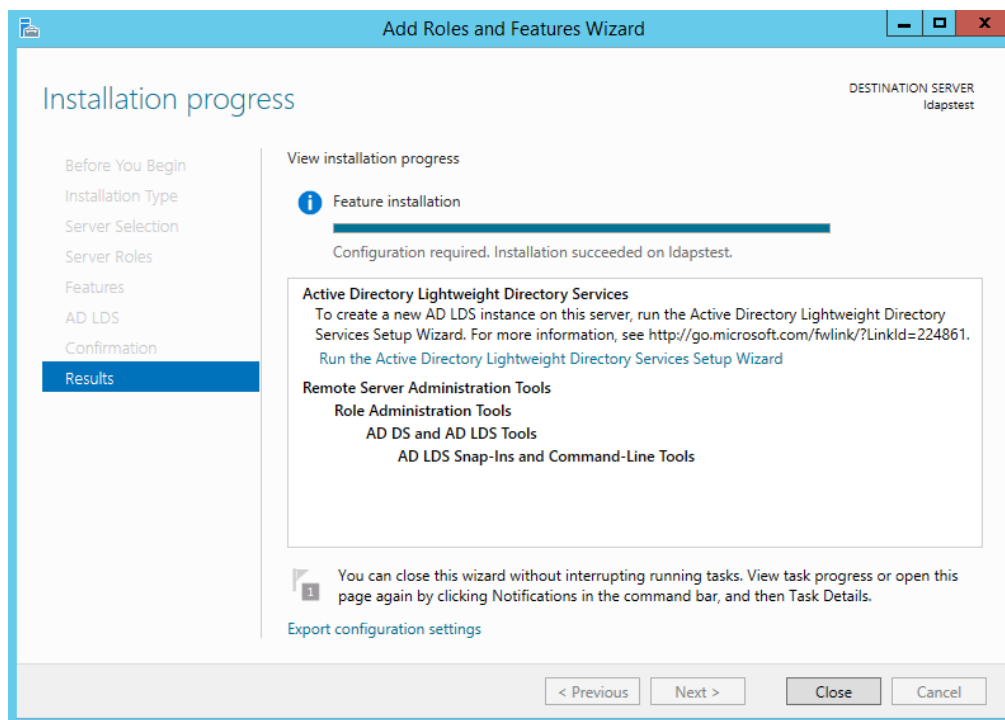 Add Roles and Features Wizard
Installation progress
DESTINATION SERVER
ldapstest
Before You Begin
Installation Type
Server Selection
Server Roles
Features
AD LDS
Confirmation
Results
View installation progress
Feature installation
Configuration required. Installation succeeded on ldapstest.
Active Directory Lightweight Directory Services
To create a new AD LDS instance on this server, run the Active Directory Lightweight Directory
Services Setup Wizard. For more information, see http://go.microsoft.com/fwlink/?LinkId=224861.
Run the Active Directory Lightweight Directory Services Setup Wizard
Remote Server Administration Tools
Role Administration Tools
AD DS and AD LDS Tools
AD LDS Snap-Ins and Command-Line Tools
1
You can close this wizard without interrupting running tasks. View task progress or open this
page again by clicking Notifications in the command bar, and then Task Details.
Export configuration settings
< Previous
Next >
Close
Cancel